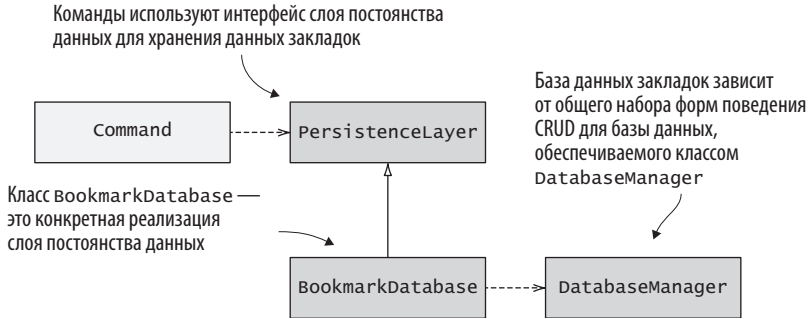 Команды используют интерфейс слоя постоянства
данных для хранения данных закладок
База данных закладок зависит
от общего набора форм поведения
CRUD для базы данных,
обеспечиваемого классом
DatabaseManager
Command
PersistenceLayer
Класс BookmarkDatabase —
это конкретная реализация
слоя постоянства данных
BookmarkDatabase
DatabaseManager